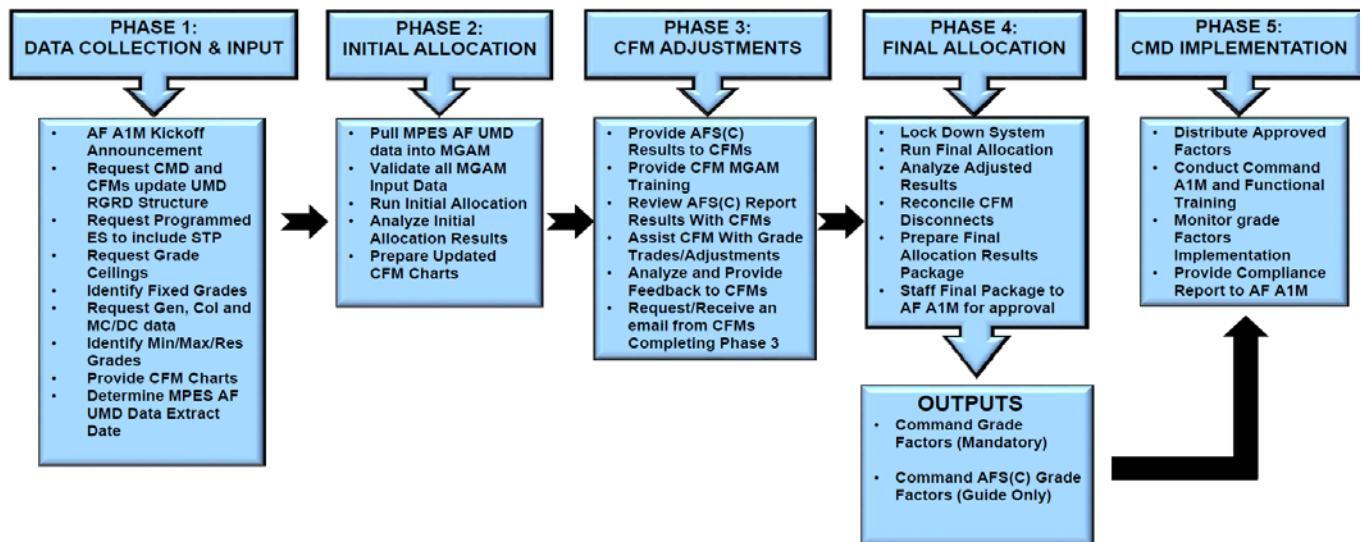 PHASE 1:
DATA COLLECTION & INPUT
• AF A1M Kickoff
Announcement
• Request CMD and
CFMs update UMD
RGRD Structure
• Request Programmed
ES to include STP
• Request Grade
Ceilings
• Identify Fixed Grades
• Request Gen, Col and
MC/DC data
• Identify Min/Max/Res
Grades
• Provide CFM Charts
• Determine MPES AF
UMD Data Extract
Date
PHASE 2:
INITIAL ALLOCATION
• Pull MPES AF UMD
data into MGAM
• Validate all MGAM
Input Data
• Run Initial Allocation
• Analyze Initial
Allocation Results
• Prepare Updated
CFM Charts
PHASE 3:
CFM ADJUSTMENTS
• Provide AFS(C)
Results to CFMs
• Provide CFM MGAM
Training
• Review AFS(C) Report
Results With CFMs
• Assist CFM With Grade
Trades/Adjustments
• Analyze and Provide
Feedback to CFMs
• Request/Receive an
email from CFMs
Completing Phase 3
PHASE 4:
FINAL ALLOCATION
• Lock Down System
• Run Final Allocation
• Analyze Adjusted
Results
• Reconcile CFM
Disconnects
• Prepare Final
Allocation Results
Package
• Staff Final Package to
AF A1M for approval
OUTPUTS
• Command Grade
Factors (Mandatory)
• Command AFS(C) Grade
Factors (Guide Only)
PHASE 5:
CMD IMPLEMENTATION
• Distribute Approved
Factors
• Conduct Command
A1M and Functional
Training
• Monitor grade
Factors
Implementation
• Provide Compliance
Report to AF A1M